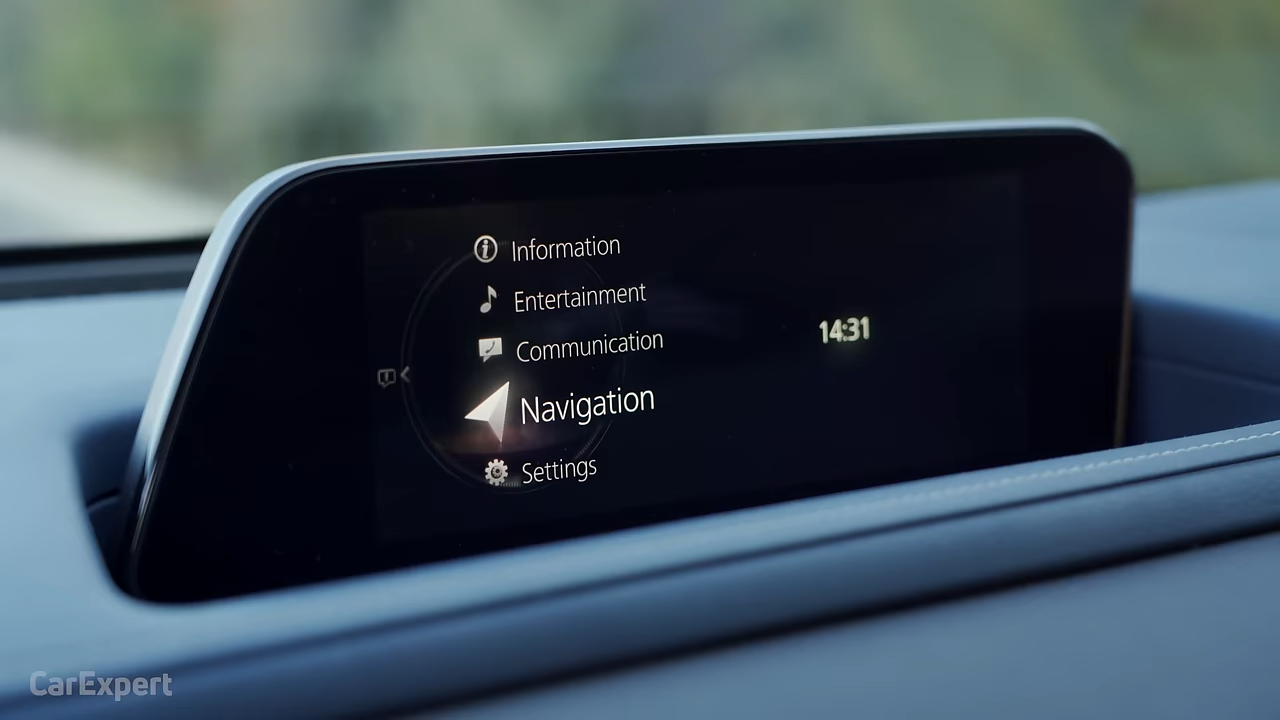 Information
Entertainment
Communication
14:31
Navigation
Settings
CarExpert